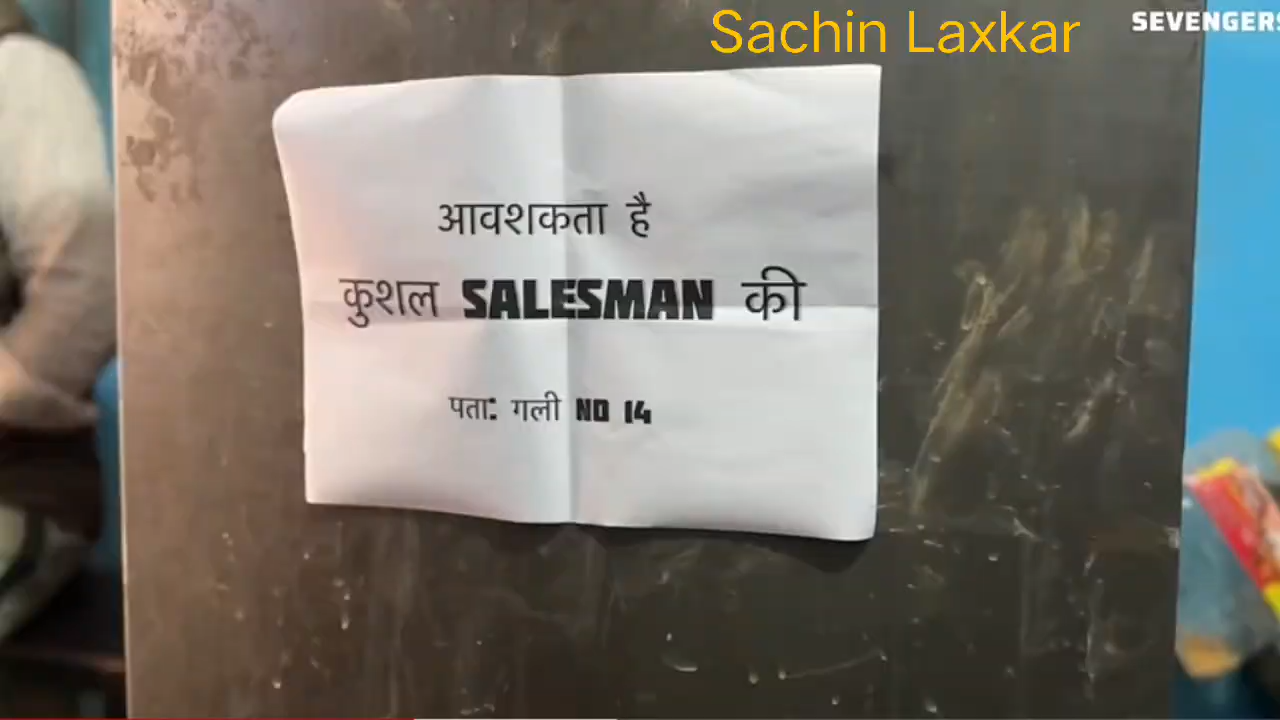 Sachin Laxkar
SEVENGERS
आवशकता है
कुशल SALESMAN की
पता: गली NO 14